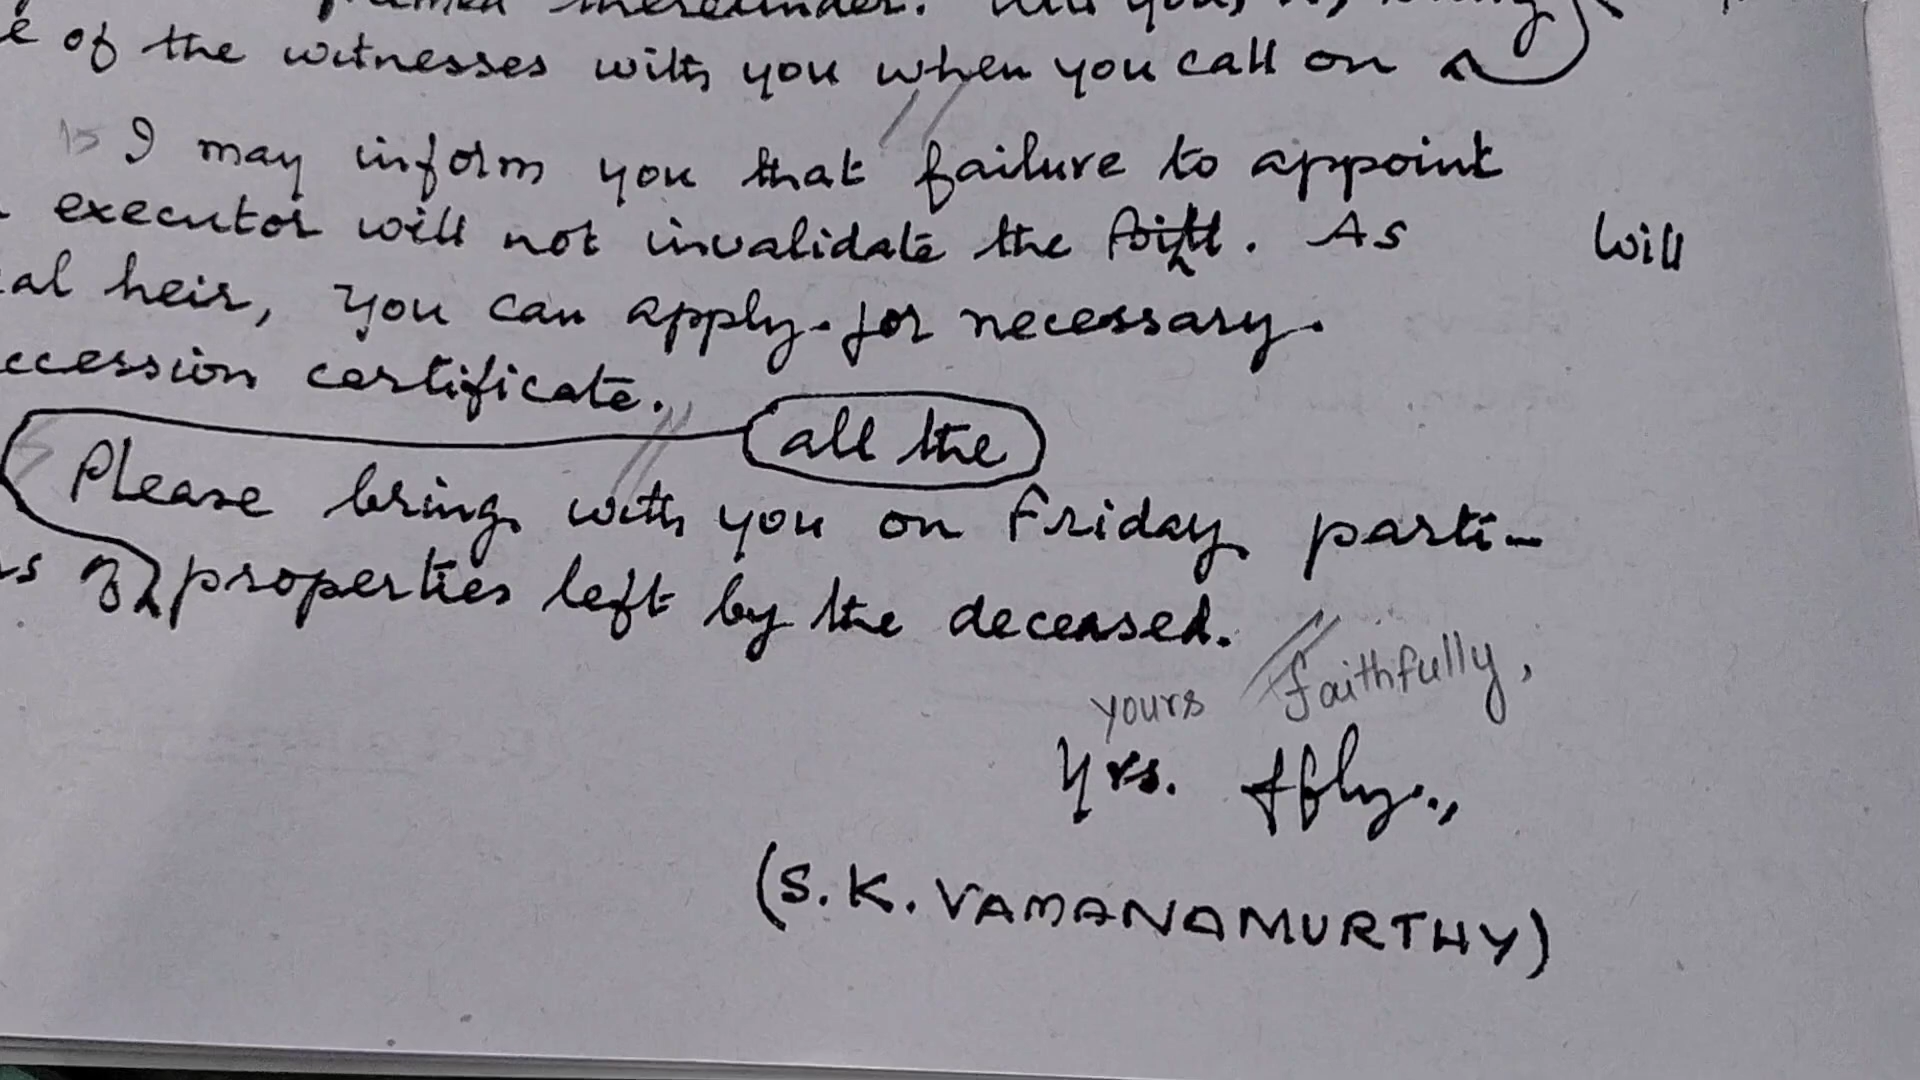 thereunder.
e of the witnesses with you when you call on
I may inform you that failure to appoint
executor will not invalidate the . As Will
al heir, you can apply for necessary.
ccession certificate.
all the
Please bring with you on Friday parti-
rs of properties left by the deceased.
yours faithfully,
Yrs. ffly.,
(S.K. VAMANAMURTHY)